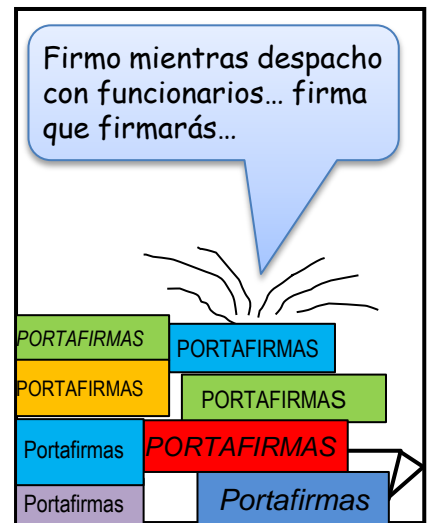 Firmo mientras despacho
con funcionarios… firma
que firmarás…
PORTAFIRMAS
PORTAFIRMAS
PORTAFIRMAS
PORTAFIRMAS
Portafirmas
PORTAFIRMAS
Portafirmas
Portafirmas